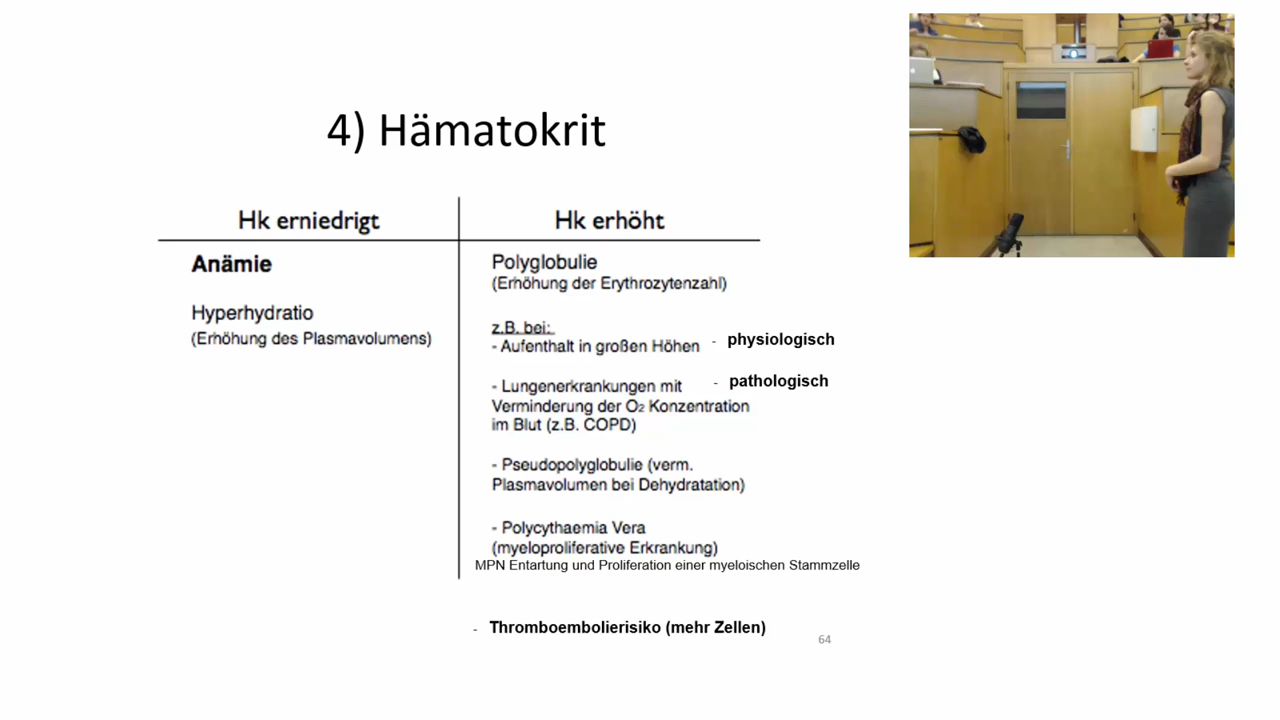 4) Hämatokrit
Hk erniedrigt
Hk erhöht
Anämie
Hyperhydratio
(Erhöhung des Plasmavolumens)
Polyglobulie
(Erhöhung der Erythrozytenzahl)
z.B. bei:
- Aufenthalt in großen Höhen
- physiologisch
- Lungenerkrankungen mit
- pathologisch
Verminderung der O2 Konzentration
im Blut (z.B. COPD)
- Pseudopolyglobulie (verm.
Plasmavolumen bei Dehydratation)
- Polycythaemia Vera
(myeloproliferative Erkrankung)
MPN Entartung und Proliferation einer myeloischen Stammzelle
- Thromboembolierisiko (mehr Zellen)
64